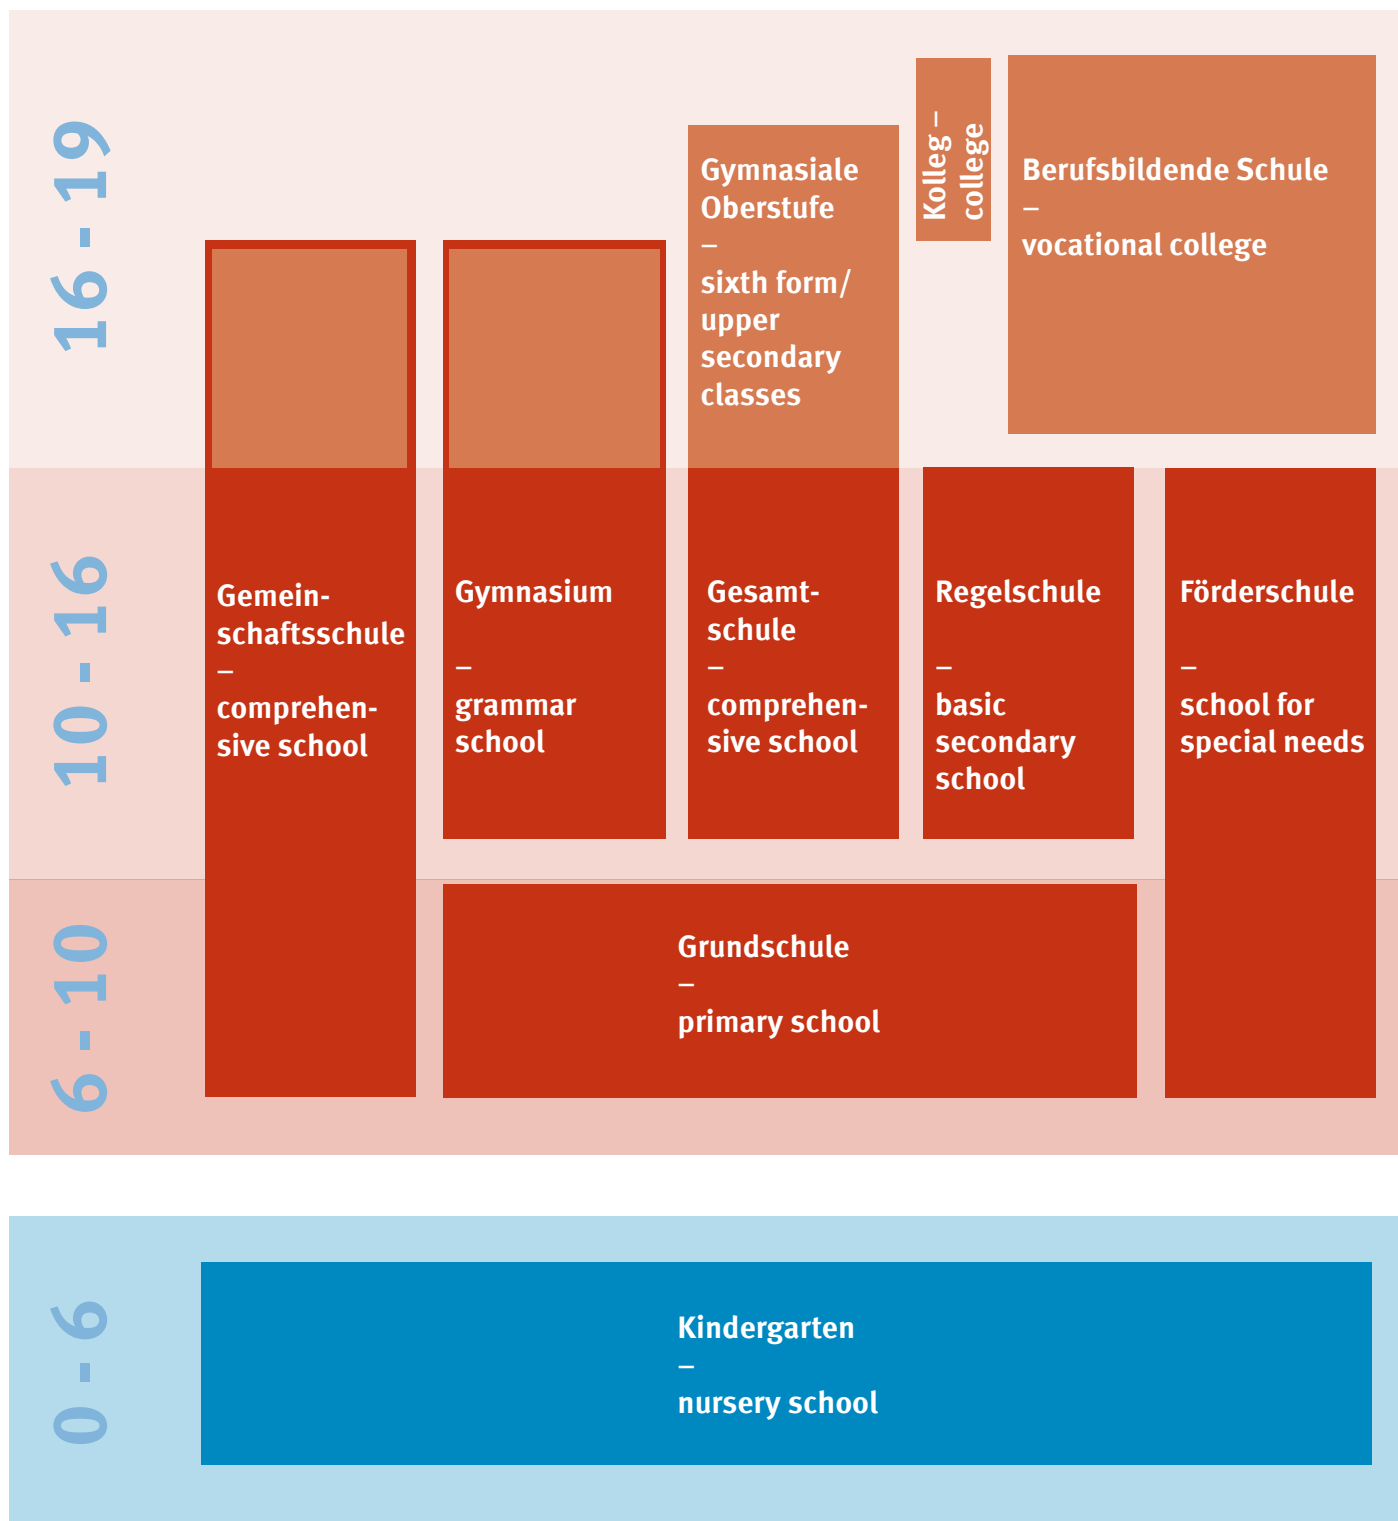 16 - 19
Gymnasiale
Oberstufe
–
sixth form/
upper
secondary
classes
Kolleg –
college
Berufsbildende Schule
–
vocational college
10 - 16
Gemein-
schaftsschule
–
comprehen-
sive school
Gymnasium
–
grammar
school
Gesamt-
schule
–
comprehen-
sive school
Regelschule
–
basic
secondary
school
Förderschule
–
school for
special needs
6 - 10
Grundschule
–
primary school
0 - 6
Kindergarten
–
nursery school